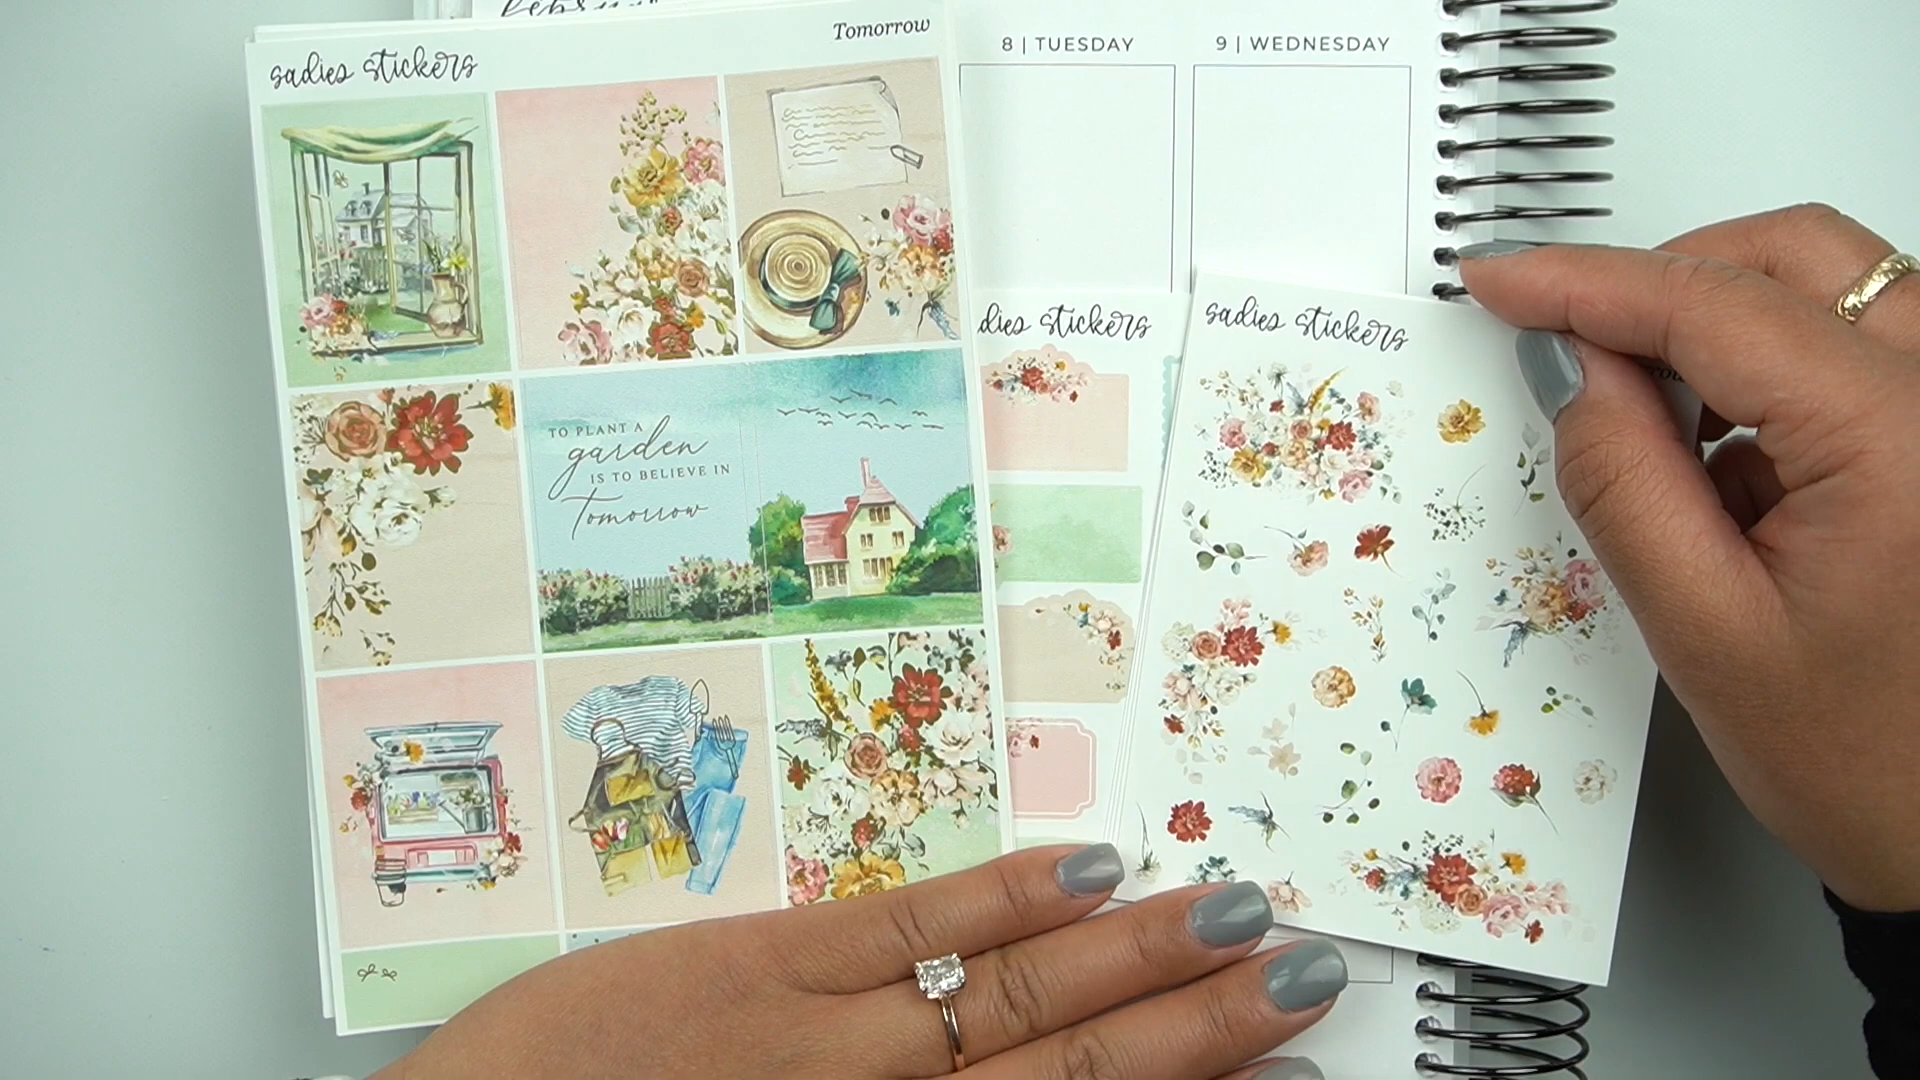 sadies stickers
Tomorrow
8 | TUESDAY
9 | WEDNESDAY
TO PLANT A
garden
IS TO BELIEVE IN
Tomorrow
dies stickers
sadies stickers